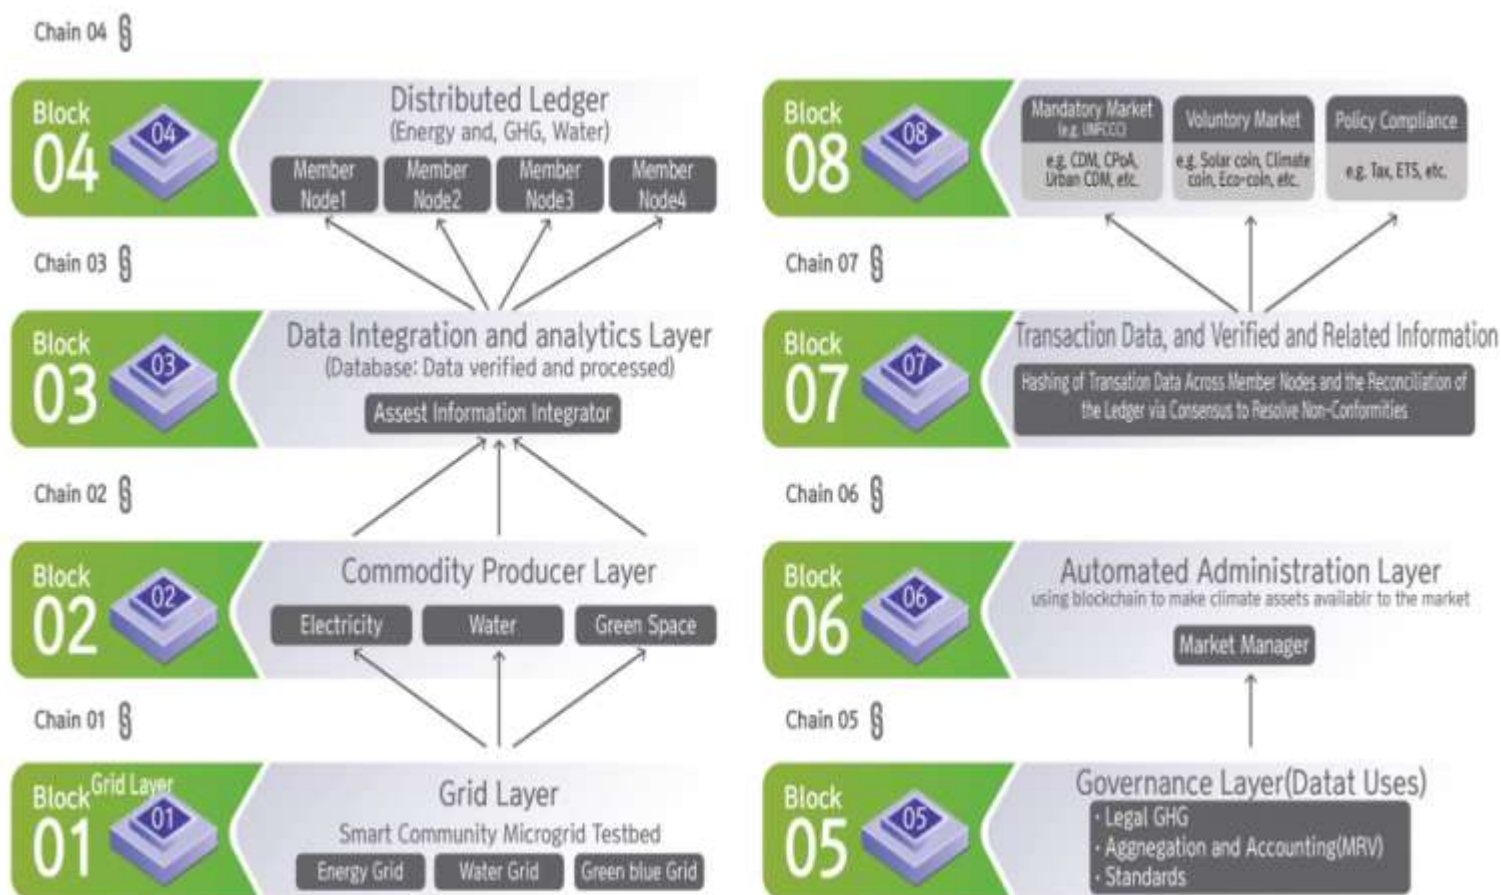 Chain 04
Block
04
04
Distributed Ledger
(Energy and, GHG, Water)
Member
Node1
Member
Node2
Member
Node3
Member
Node4
Chain 03
Block
03
03
Data Integration and analytics Layer
(Database: Data verified and processed)
Assest Information Integrator
Chain 02
Block
02
02
Commodity Producer Layer
Electricity
Water
Green Space
Chain 01
Block
01
Grid Layer
01
Grid Layer
Smart Community Microgrid Testbed
Energy Grid
Water Grid
Green blue Grid
Block
08
08
Mandatory Market
(e.g. UNFCCC)
e.g. CDM, CPoA,
Urban CDM, etc.
Voluntory Market
e.g. Solar coin, Climate
coin, Eco-coin, etc.
Policy Compliance
e.g. Tax, ETS, etc.
Chain 07
Block
07
07
Transaction Data, and Verified and Related Information
Hashing of Transation Data Across Member Nodes and the Reconciliation of
the Ledger via Consensus to Resolve Non-Conformities
Chain 06
Block
06
06
Automated Administration Layer
using blockchain to make climate assets availabir to the market
Market Manager
Chain 05
Block
05
05
Governance Layer(Datat Uses)
· Legal GHG
· Aggnegation and Accounting(MRV)
· Standards